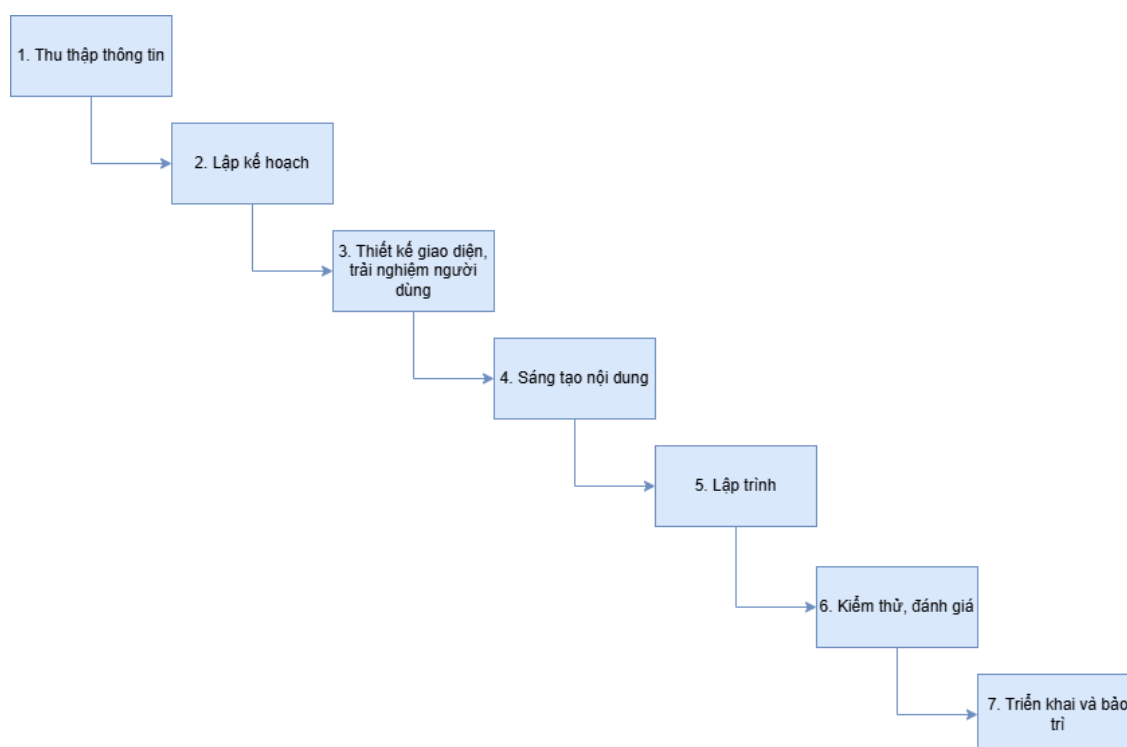 1. Thu thập thông tin
2. Lập kế hoạch
3. Thiết kế giao diện,
trải nghiệm người
dùng
4. Sáng tạo nội dung
5. Lập trình
6. Kiểm thử, đánh giá
7. Triển khai và bảo
trì